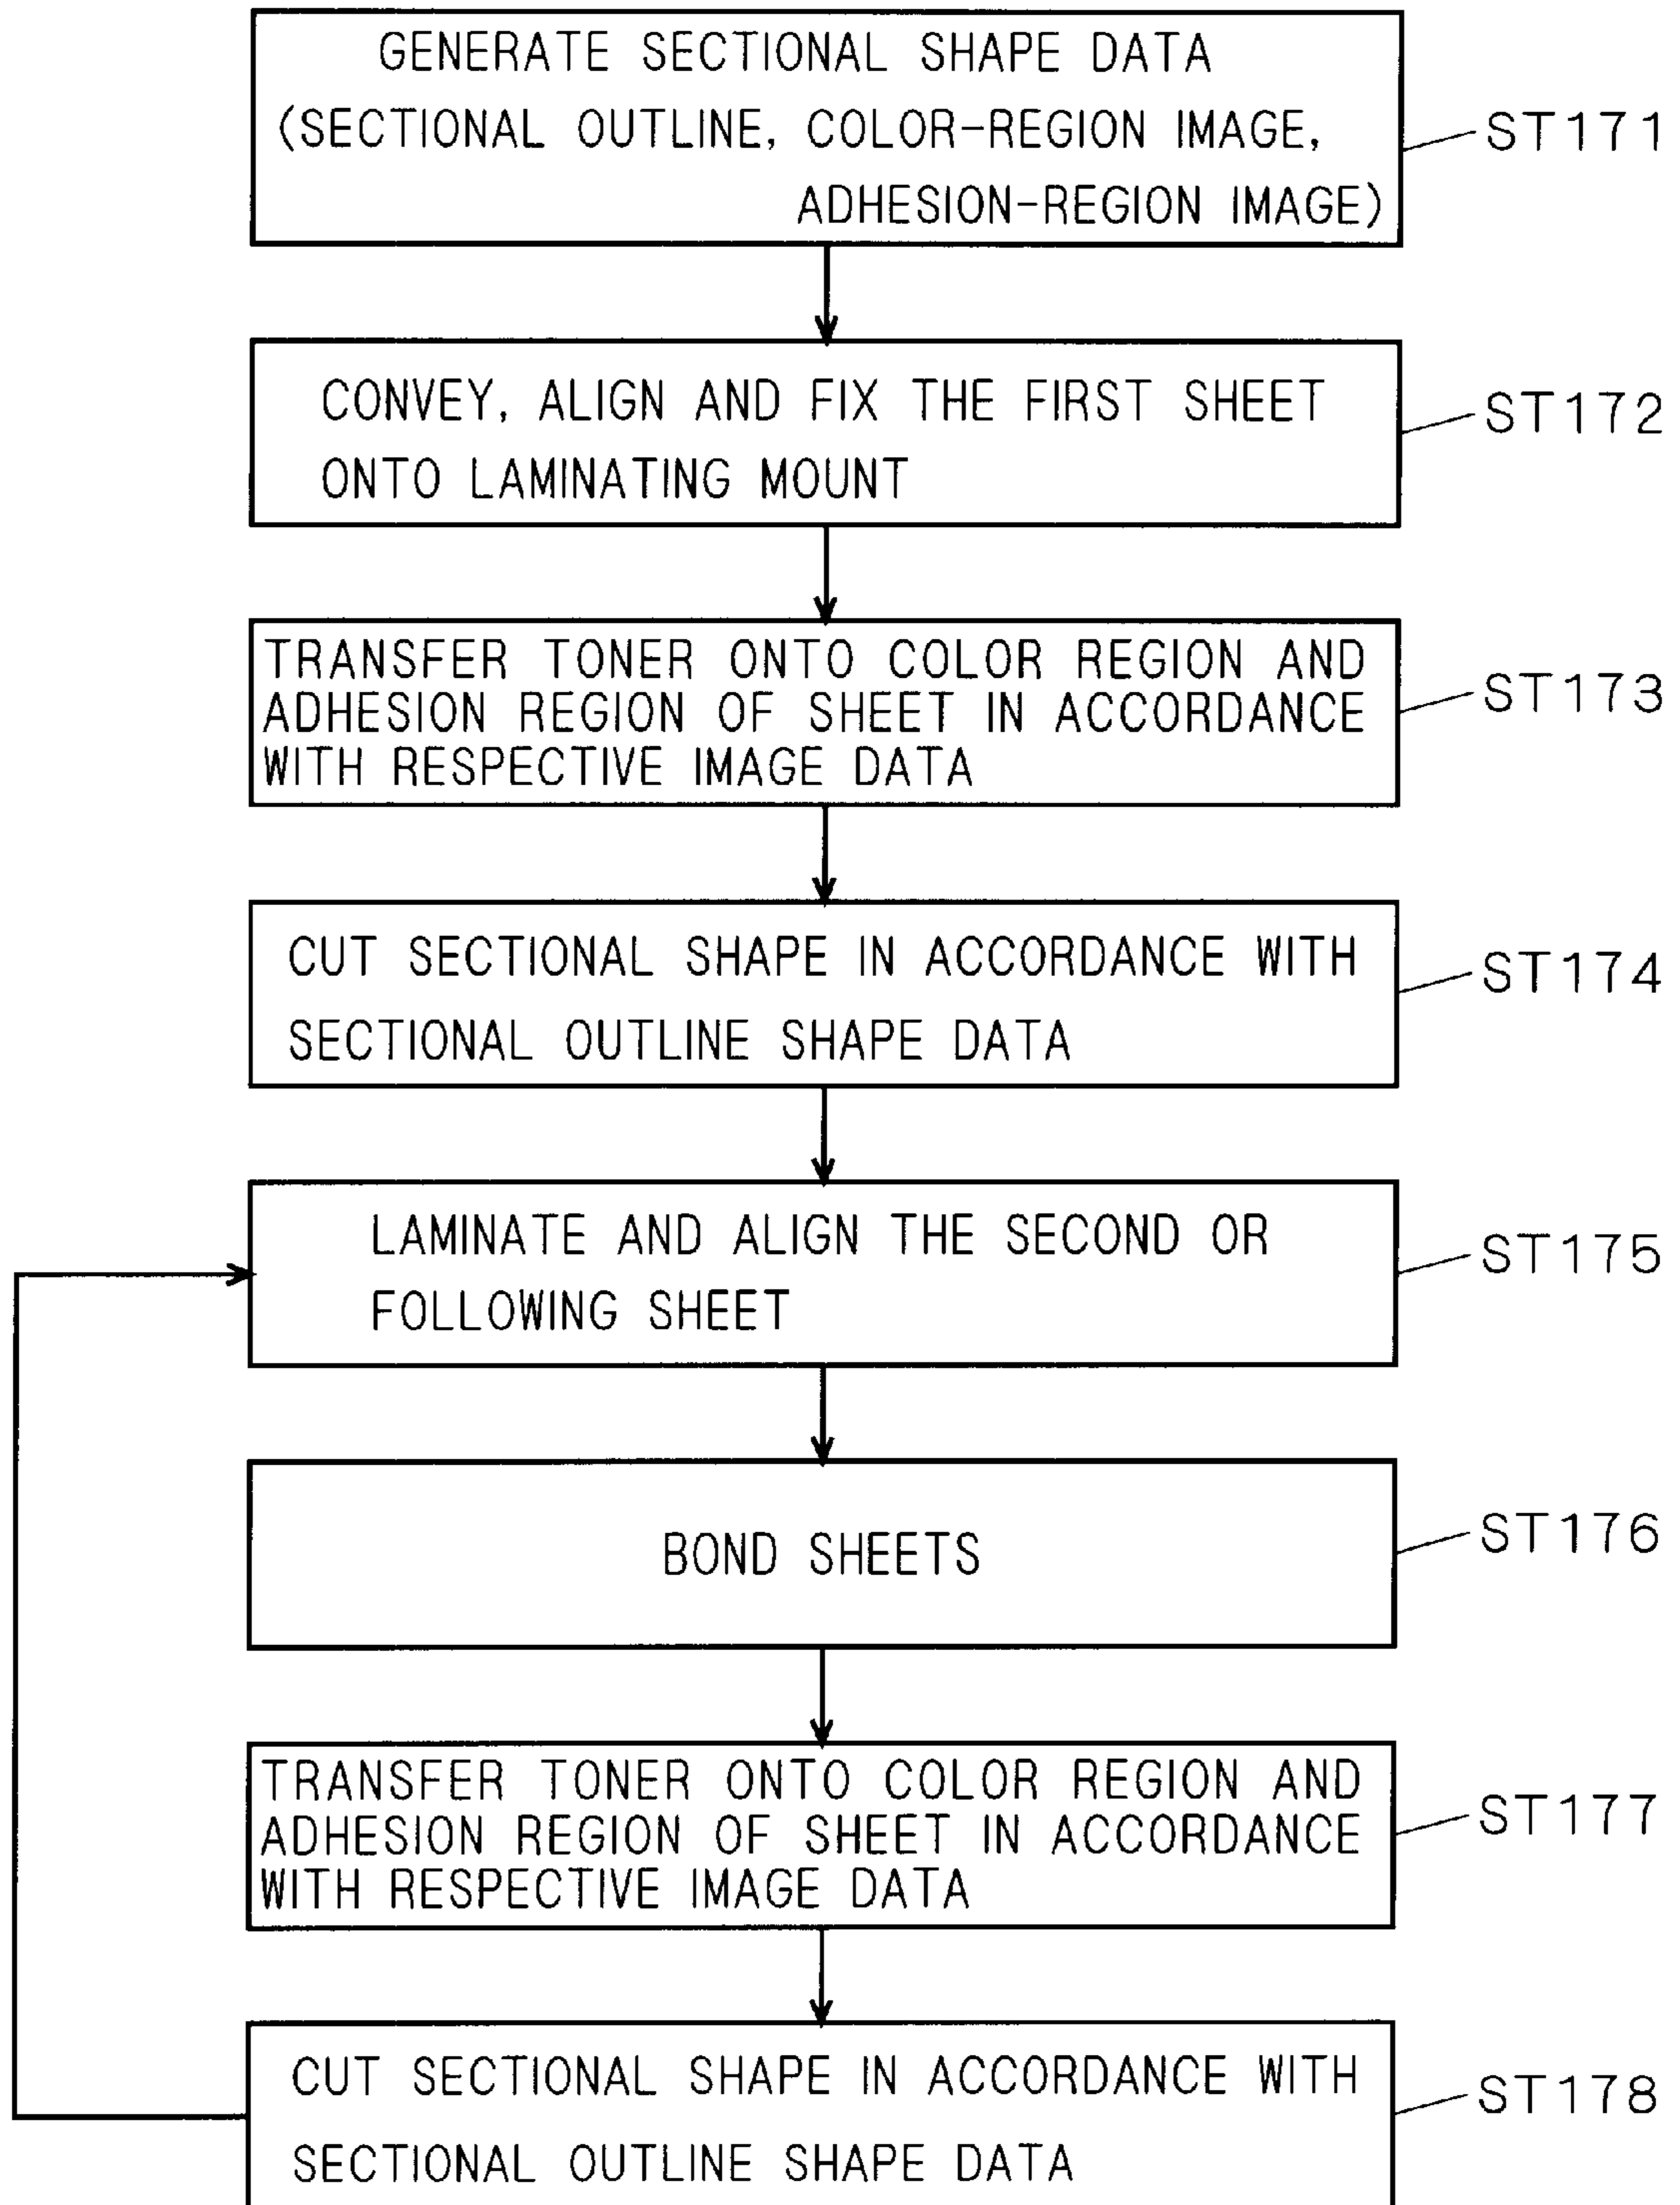 GENERATE SECTIONAL SHAPE DATA
(SECTIONAL OUTLINE, COLOR-REGION IMAGE,
ADHESION-REGION IMAGE)
ST171
CONVEY, ALIGN AND FIX THE FIRST SHEET
ONTO LAMINATING MOUNT
ST172
TRANSFER TONER ONTO COLOR REGION AND
ADHESION REGION OF SHEET IN ACCORDANCE
WITH RESPECTIVE IMAGE DATA
ST173
CUT SECTIONAL SHAPE IN ACCORDANCE WITH
SECTIONAL OUTLINE SHAPE DATA
ST174
LAMINATE AND ALIGN THE SECOND OR
FOLLOWING SHEET
ST175
BOND SHEETS
ST176
TRANSFER TONER ONTO COLOR REGION AND
ADHESION REGION OF SHEET IN ACCORDANCE
WITH RESPECTIVE IMAGE DATA
ST177
CUT SECTIONAL SHAPE IN ACCORDANCE WITH
SECTIONAL OUTLINE SHAPE DATA
ST178